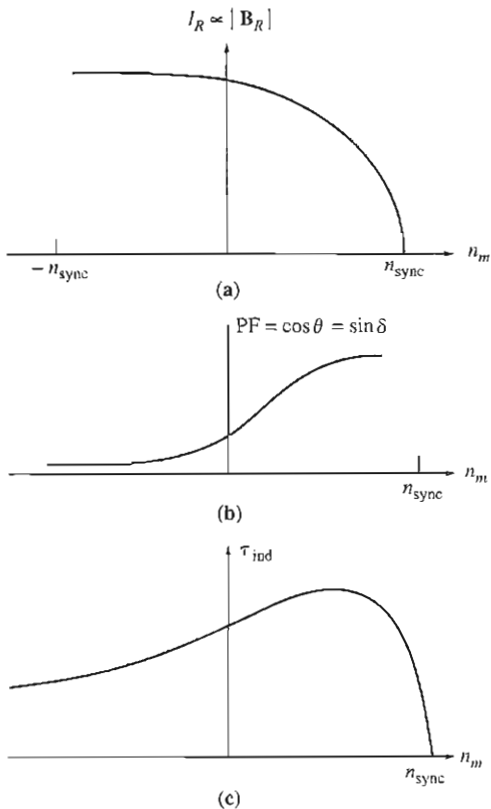 I_R ∝ | B_R |
− n_sync
n_sync
n_m
(a)
PF = cos θ = sin δ
n_sync
n_m
(b)
τ_ind
n_sync
n_m
(c)